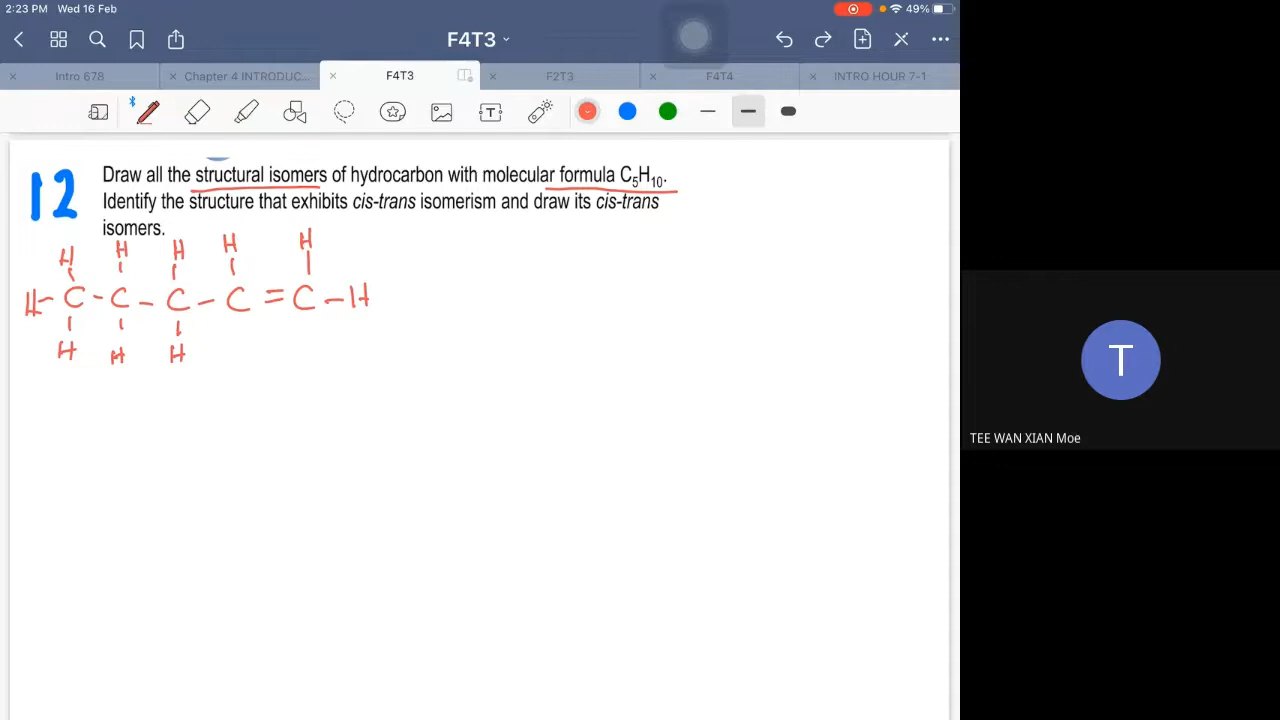 2:23 PM Wed 16 Feb
49%
F4T3
Intro 678
Chapter 4 INTRODUC...
F4T3
F2T3
F4T4
INTRO HOUR 7-1
12
Draw all the structural isomers of hydrocarbon with molecular formula C₅H₁₀.
Identify the structure that exhibits cis-trans isomerism and draw its cis-trans
isomers.
H H H H H
H-C-C-C-C=C-H
H H H
T
TEE WAN XIAN Moe